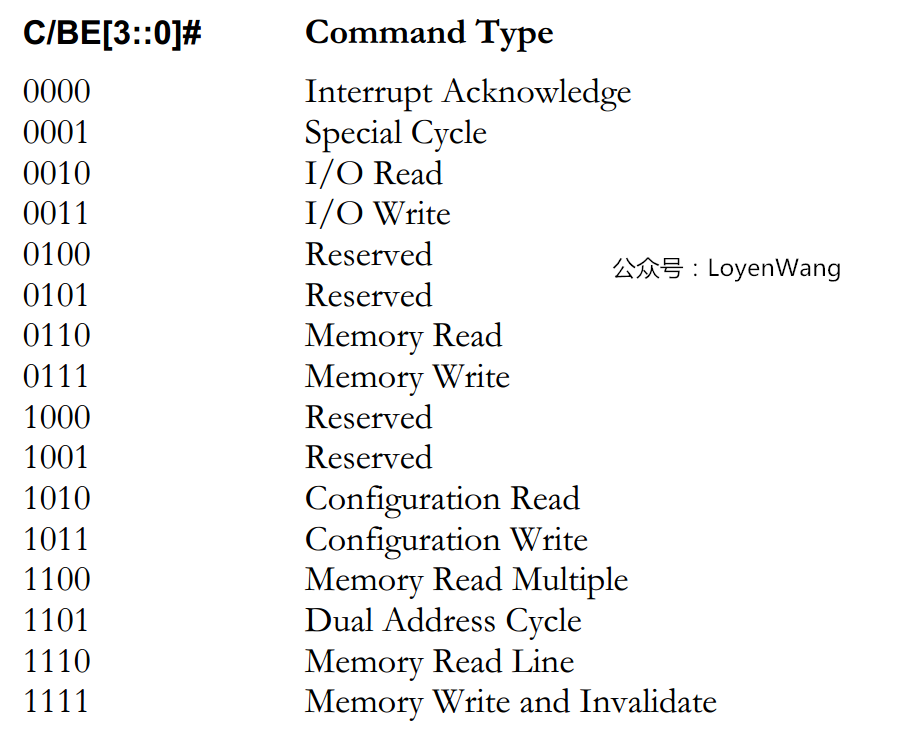 C/BE[3::0]# Command Type
0000 Interrupt Acknowledge
0001 Special Cycle
0010 I/O Read
0011 I/O Write
0100 Reserved
公众号：LoyenWang
0101 Reserved
0110 Memory Read
0111 Memory Write
1000 Reserved
1001 Reserved
1010 Configuration Read
1011 Configuration Write
1100 Memory Read Multiple
1101 Dual Address Cycle
1110 Memory Read Line
1111 Memory Write and Invalidate